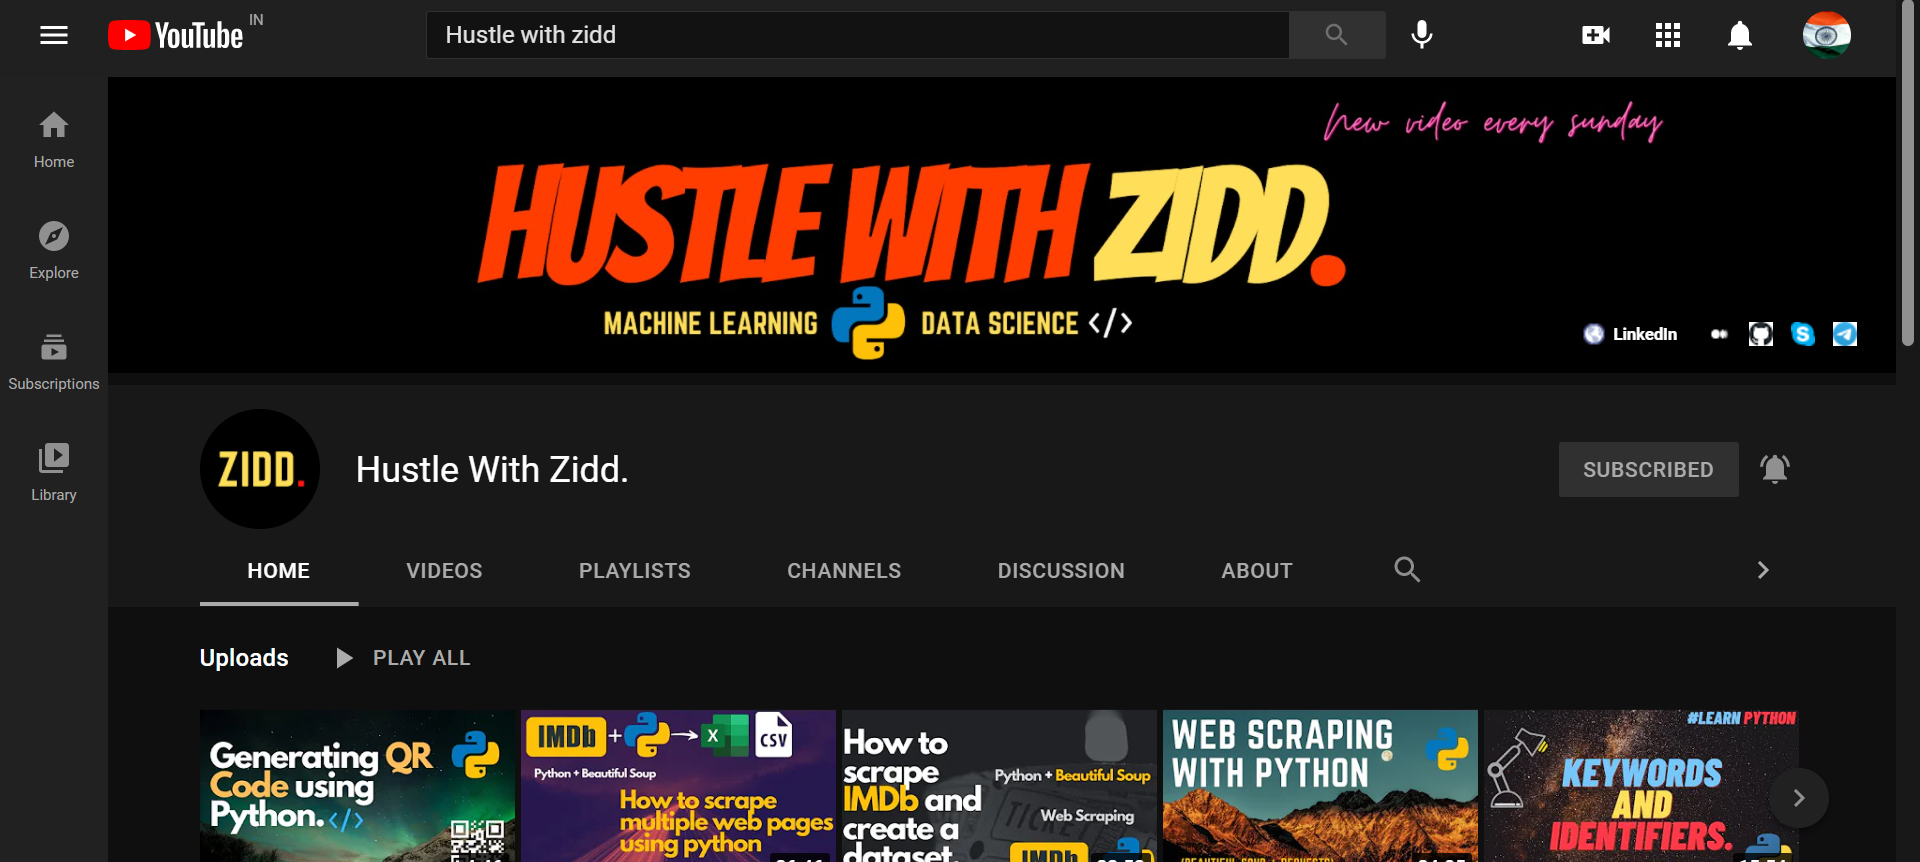 YouTube IN
Hustle with zidd
Home
Explore
Subscriptions
Library
New video every sunday
HUSTLE WITH ZIDD.
MACHINE LEARNING DATA SCIENCE </>
LinkedIn
ZIDD.
Hustle With Zidd.
SUBSCRIBED
HOME VIDEOS PLAYLISTS CHANNELS DISCUSSION ABOUT
Uploads PLAY ALL
Generating QR
Code using
Python. </>
IMDb + X CSV
Python + Beautiful Soup
How to scrape
multiple web pages
using python
How to
scrape
IMDb and
create a
dataset.
Python + Beautiful Soup
TICKET
Web Scraping
IMDb
WEB SCRAPING
WITH PYTHON
#LEARN PYTHON
KEYWORDS
AND
IDENTIFIERS.